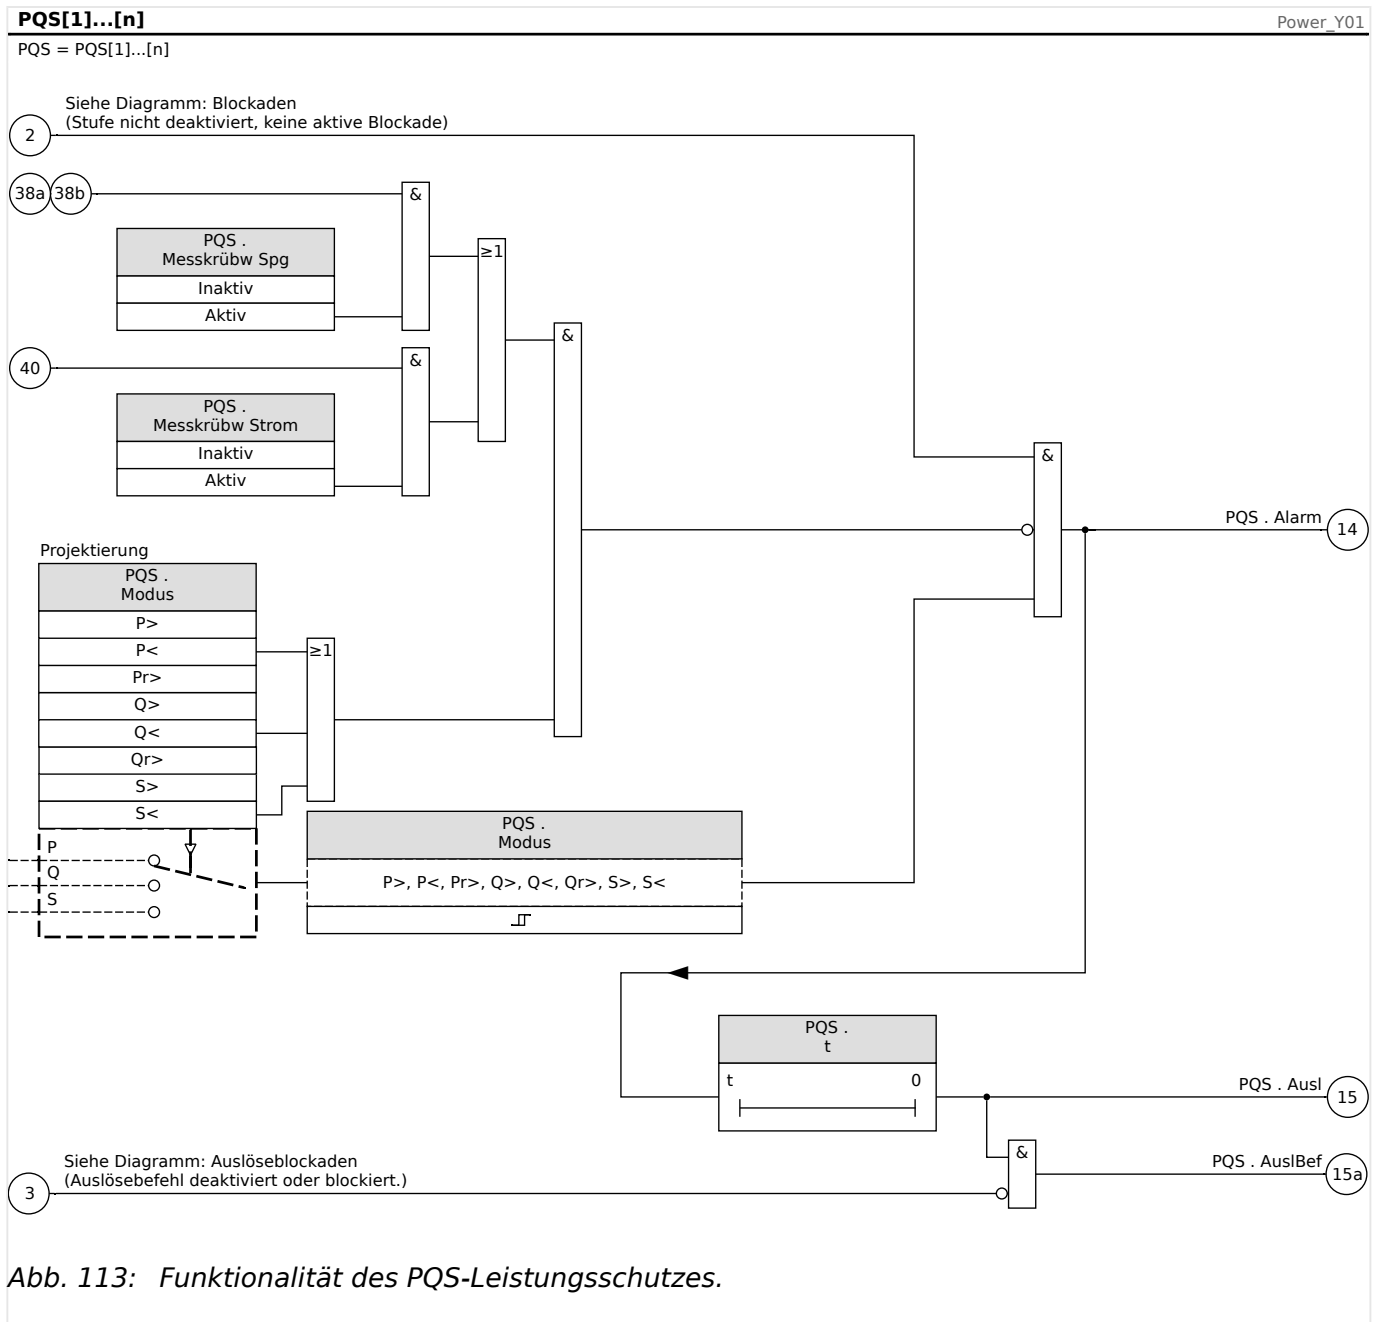 PQS[1]...[n]
Power_Y01
PQS = PQS[1]...[n]
Siehe Diagramm: Blockaden
(Stufe nicht deaktiviert, keine aktive Blockade)
2
38a 38b
&
PQS .
Messkrübw Spg
Inaktiv
Aktiv
≥1
&
40
&
PQS .
Messkrübw Strom
Inaktiv
Aktiv
&
PQS . Alarm
14
Projektierung
PQS .
Modus
P>
P<
Pr>
Q>
Q<
Qr>
S>
S<
≥1
P
Q
S
PQS .
Modus
P>, P<, Pr>, Q>, Q<, Qr>, S>, S<
PQS .
t
t 0
PQS . Ausl
15
&
PQS . AuslBef
15a
Siehe Diagramm: Auslöseblockaden
(Auslösebefehl deaktiviert oder blockiert.)
3
Abb. 113: Funktionalität des PQS-Leistungsschutzes.